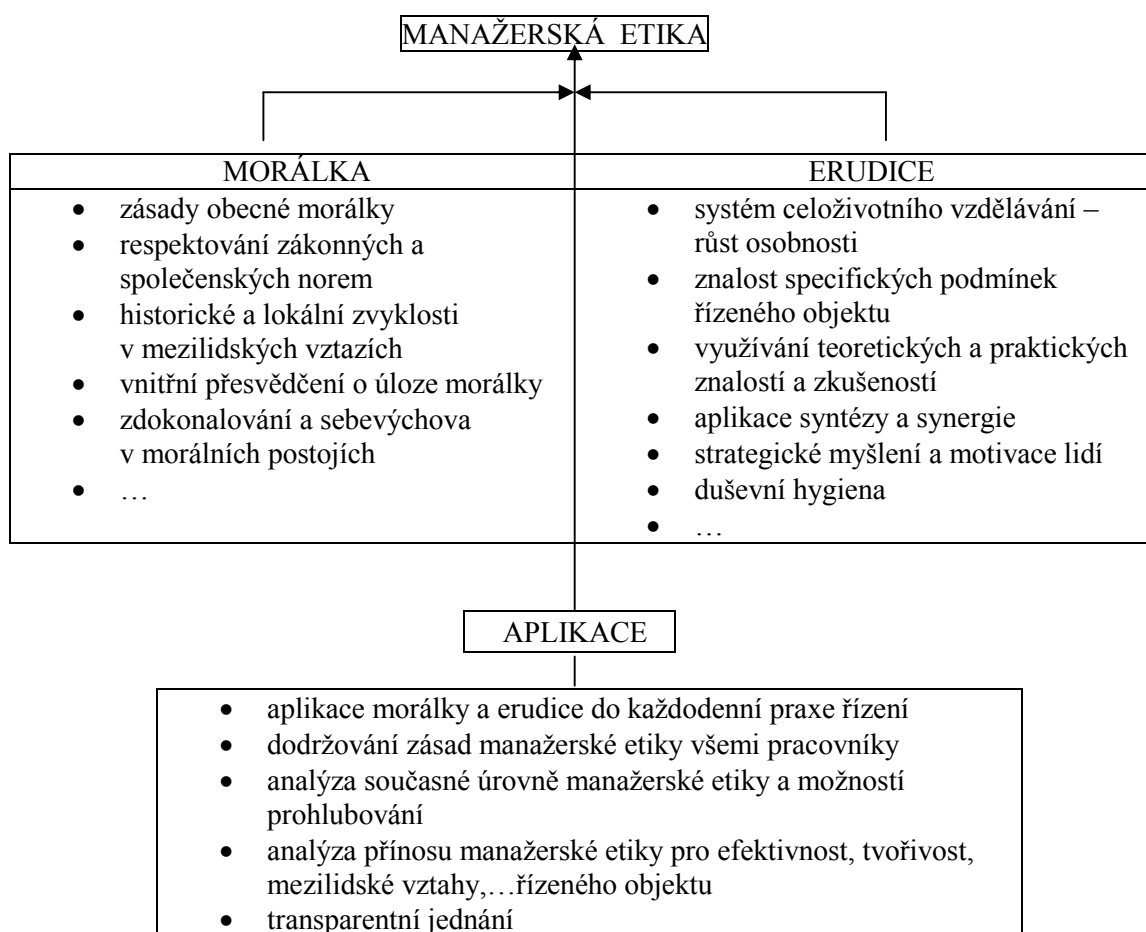 MANAŽERSKÁ ETIKA
MORÁLKA
• zásady obecné morálky
• respektování zákonných a
společenských norem
• historické a lokální zvyklosti
v mezilidských vztazích
• vnitřní přesvědčení o úloze morálky
• zdokonalování a sebevýchova
v morálních postojích
• …
ERUDICE
• systém celoživotního vzdělávání –
růst osobnosti
• znalost specifických podmínek
řízeného objektu
• využívání teoretických a praktických
znalostí a zkušeností
• aplikace syntézy a synergie
• strategické myšlení a motivace lidí
• duševní hygiena
• …
APLIKACE
• aplikace morálky a erudice do každodenní praxe řízení
• dodržování zásad manažerské etiky všemi pracovníky
• analýza současné úrovně manažerské etiky a možností
prohlubování
• analýza přínosu manažerské etiky pro efektivnost, tvořivost,
mezilidské vztahy,…řízeného objektu
• transparentní jednání